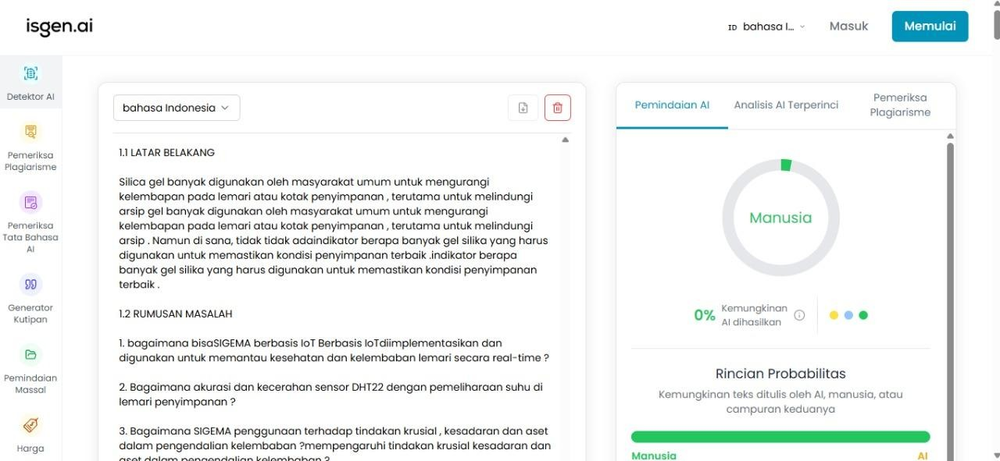 isgen.ai
ID bahasa I...
Masuk
Memulai
Detektor AI
Pemeriksa
Plagiarisme
Pemeriksa
Tata Bahasa
AI
Generator
Kutipan
Pemindaian
Massal
Harga
bahasa Indonesia
1.1 LATAR BELAKANG
Silica gel banyak digunakan oleh masyarakat umum untuk mengurangi
kelembapan pada lemari atau kotak penyimpanan , terutama untuk melindungi
arsip gel banyak digunakan oleh masyarakat umum untuk mengurangi
kelembapan pada lemari atau kotak penyimpanan , terutama untuk melindungi
arsip . Namun di sana, tidak tidak adaindikator berapa banyak gel silika yang harus
digunakan untuk memastikan kondisi penyimpanan terbaik .indikator berapa
banyak gel silika yang harus digunakan untuk memastikan kondisi penyimpanan
terbaik .
1.2 RUMUSAN MASALAH
1. bagaimana bisaSIGEMA berbasis IoT Berbasis IoTdiimplementasikan dan
digunakan untuk memantau kesehatan dan kelembaban lemari secara real-time ?
2. Bagaimana akurasi dan kecerahan sensor DHT22 dengan pemeliharaan suhu di
lemari penyimpanan ?
3. Bagaimana SIGEMA penggunaan terhadap tindakan krusial , kesadaran dan aset
dalam pengendalian kelembaban ?mempengaruhi tindakan krusial kesadaran dan
aset dalam pengendalian kelembaban ?
Pemindaian AI
Analisis AI Terperinci
Pemeriksa
Plagiarisme
Manusia
0%
Kemungkinan
AI dihasilkan
Rincian Probabilitas
Kemungkinan teks ditulis oleh AI, manusia, atau
campuran keduanya
Manusia
AI